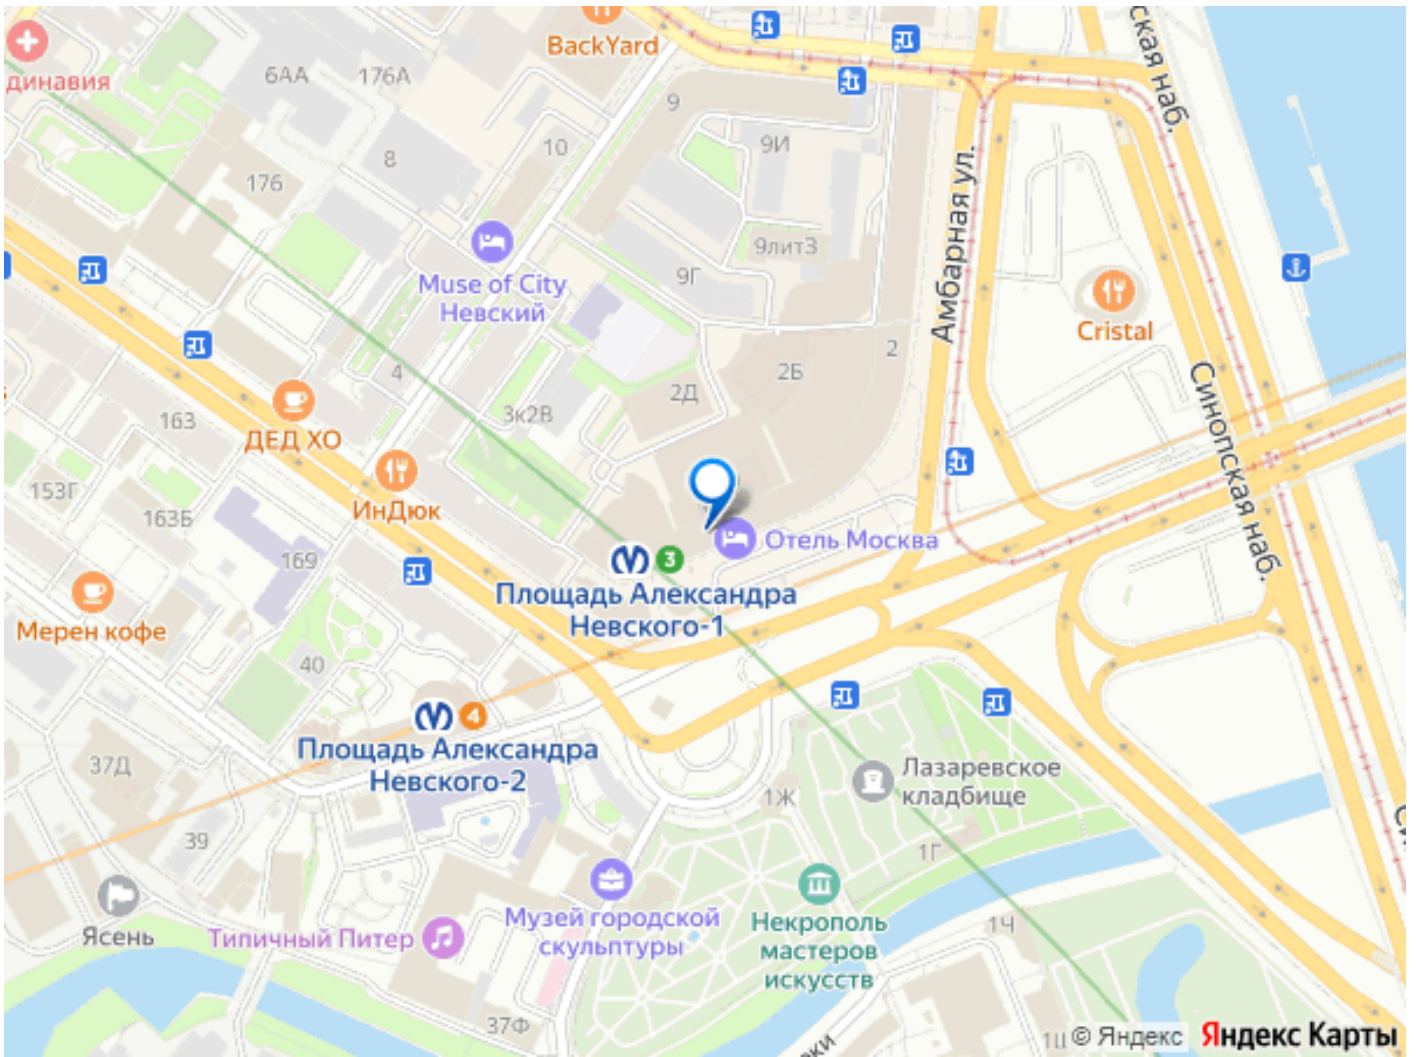 BackYard
ская наб.
динавия
6АА
176А
9
9И
10
8
176
Амбарная ул.
9лит3
9Г
Muse of City
Невский
Cristal
2
2Б
4
2Д
3к2В
163
ДЕД ХО
Синопская наб.
153Г
ИнДюк
163Б
Отель Москва
169
3
Площадь Александра
Невского-1
Мерен кофе
40
4
Площадь Александра
Невского-2
37Д
Лазаревское
кладбище
1Ж
39
1Г
Музей городской
скульптуры
Некрополь
мастеров
искусств
1Ч
Ясень
Типичный Питер
37Ф
1Ц
© Яндекс
Яндекс Карты